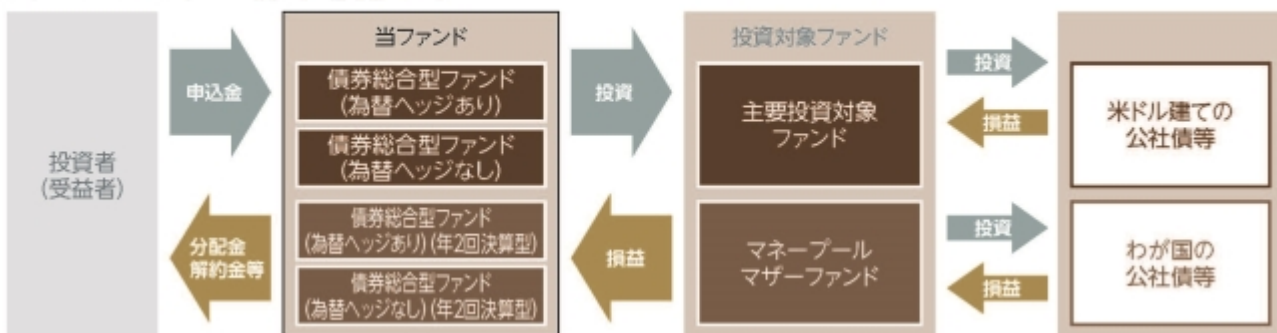 投資者
(受益者)
申込金
分配金
解約金等
当ファンド
債券総合型ファンド
(為替ヘッジあり)
債券総合型ファンド
(為替ヘッジなし)
債券総合型ファンド
(為替ヘッジあり)(年2回決算型)
債券総合型ファンド
(為替ヘッジなし)(年2回決算型)
投資
損益
投資対象ファンド
主要投資対象
ファンド
マネープール
マザーファンド
投資
損益
投資
損益
米ドル建ての
公社債等
わが国の
公社債等